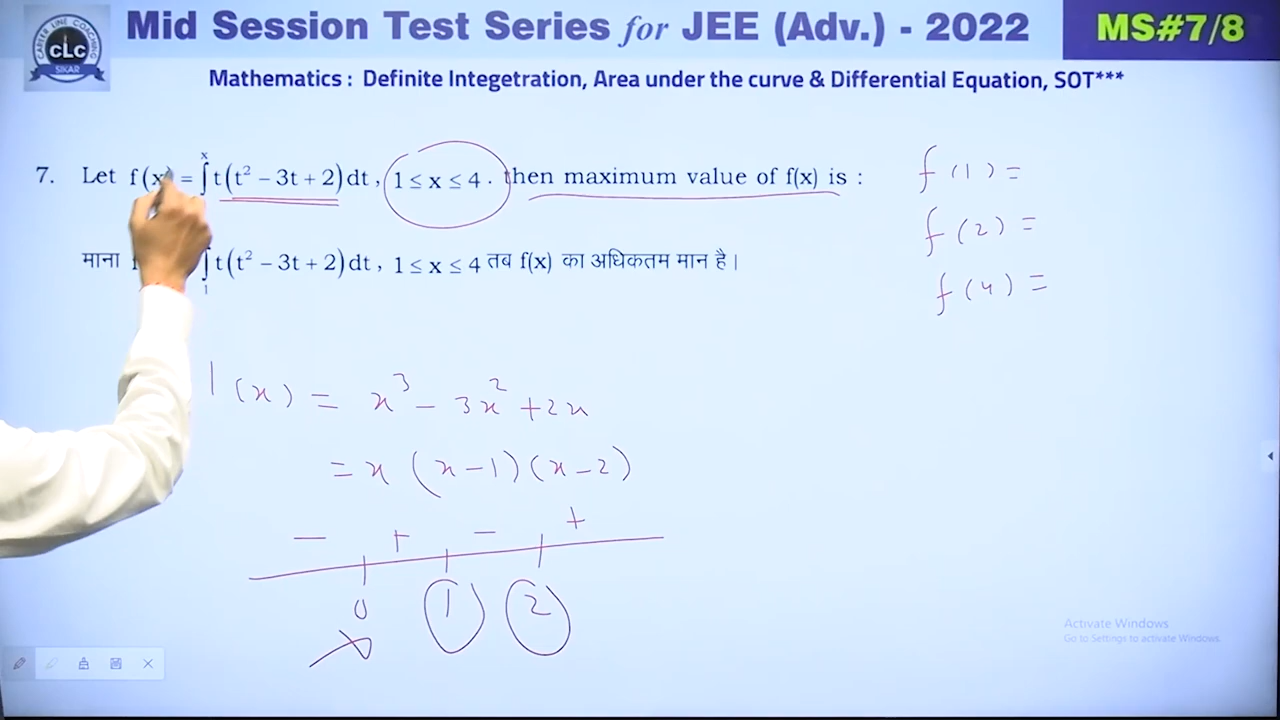 Mid Session Test Series for JEE (Adv.) - 2022
MS#7/8
CAREER LINE COACHING
CLC
SIKAR
Mathematics : Definite Integetration, Area under the curve & Differential Equation, SOT***
7. Let f(x) = ∫ˣ t(t² − 3t + 2) dt , 1 ≤ x ≤ 4 . then maximum value of f(x) is :
माना ∫₁ t(t² − 3t + 2) dt , 1 ≤ x ≤ 4 तब f(x) का अधिकतम मान है।
f(1) =
f(2) =
f(4) =
(x) = x³ − 3x² + 2x
= x (x−1)(x−2)
− + − +
0 1 2
Activate Windows
Go to Settings to activate Windows.